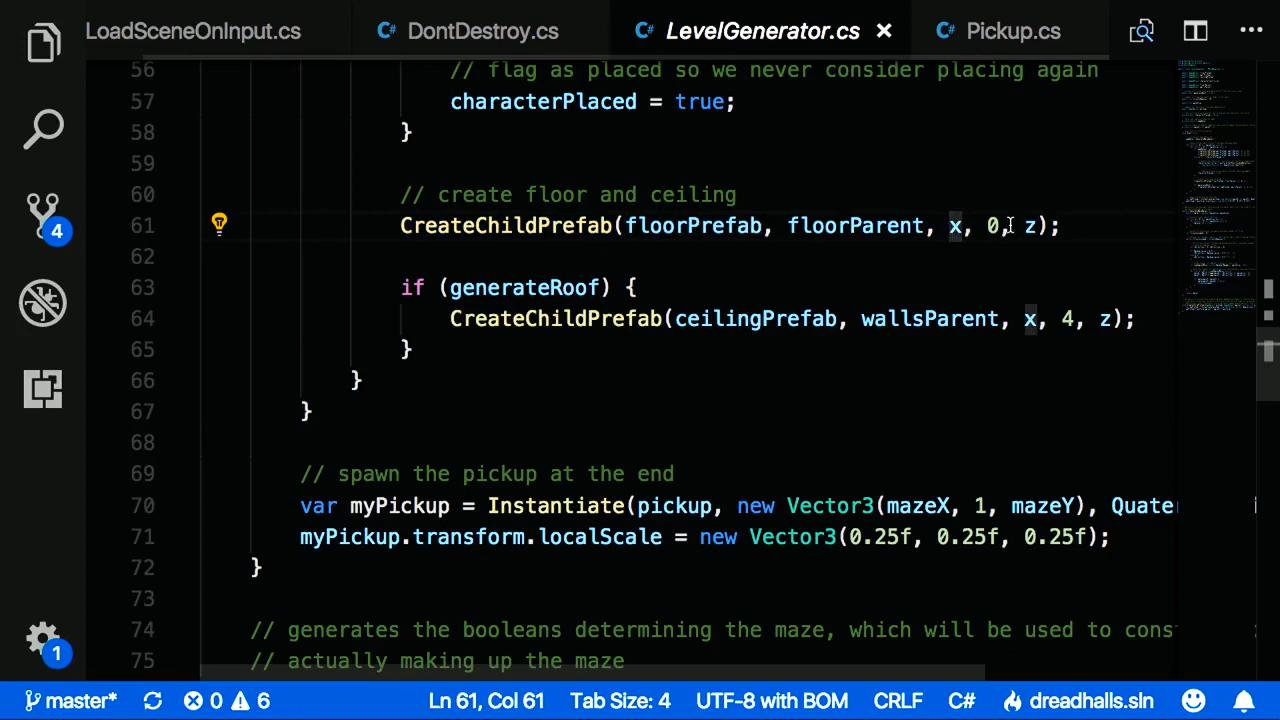 LoadSceneOnInput.cs DontDestroy.cs LevelGenerator.cs Pickup.cs
56 // flag as placed so we never consider placing again
57 characterPlaced = true;
58 }
59
60 // create floor and ceiling
61 CreateChildPrefab(floorPrefab, floorParent, x, 0, z);
62
63 if (generateRoof) {
64 CreateChildPrefab(ceilingPrefab, wallsParent, x, 4, z);
65 }
66 }
67 }
68
69 // spawn the pickup at the end
70 var myPickup = Instantiate(pickup, new Vector3(mazeX, 1, mazeY), Quater
71 myPickup.transform.localScale = new Vector3(0.25f, 0.25f, 0.25f);
72 }
73
74 // generates the booleans determining the maze, which will be used to cons
75 // actually making up the maze
4
1
master* 0 6 Ln 61, Col 61 Tab Size: 4 UTF-8 with BOM CRLF C# dreadhalls.sln